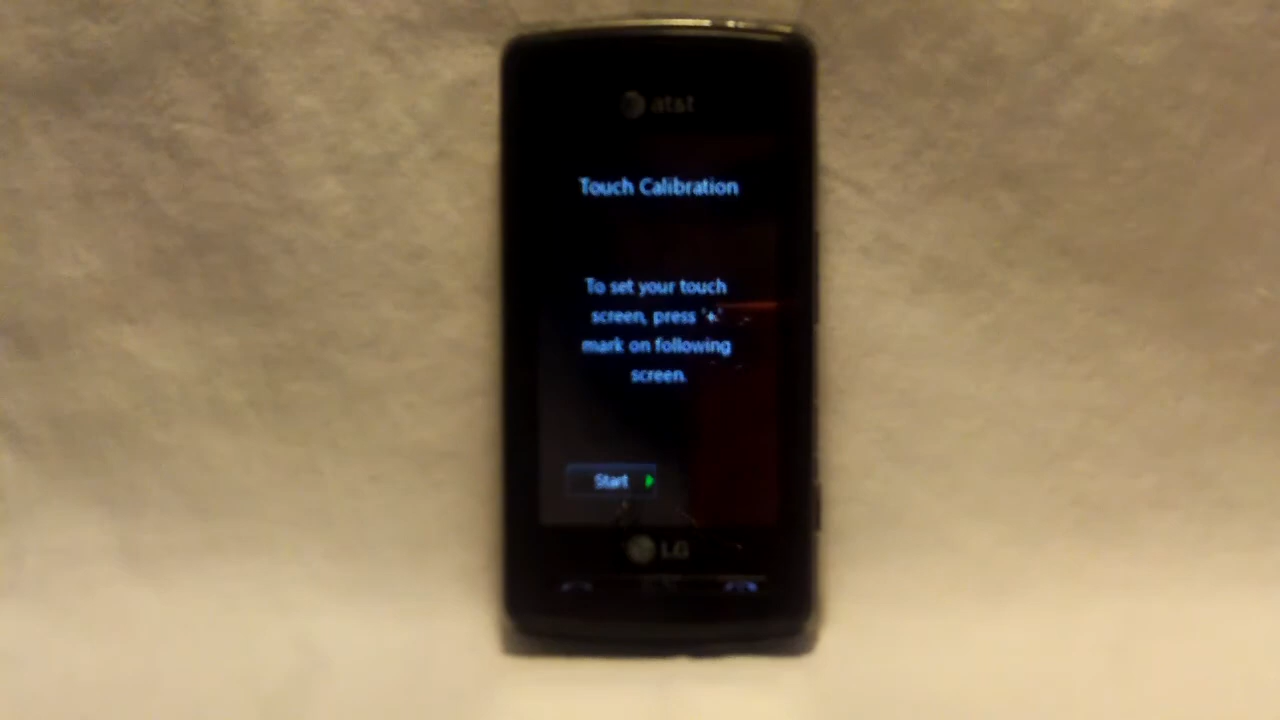 at&t
Touch Calibration
To set your touch
screen, press '+'
mark on following
screen.
Start
LG